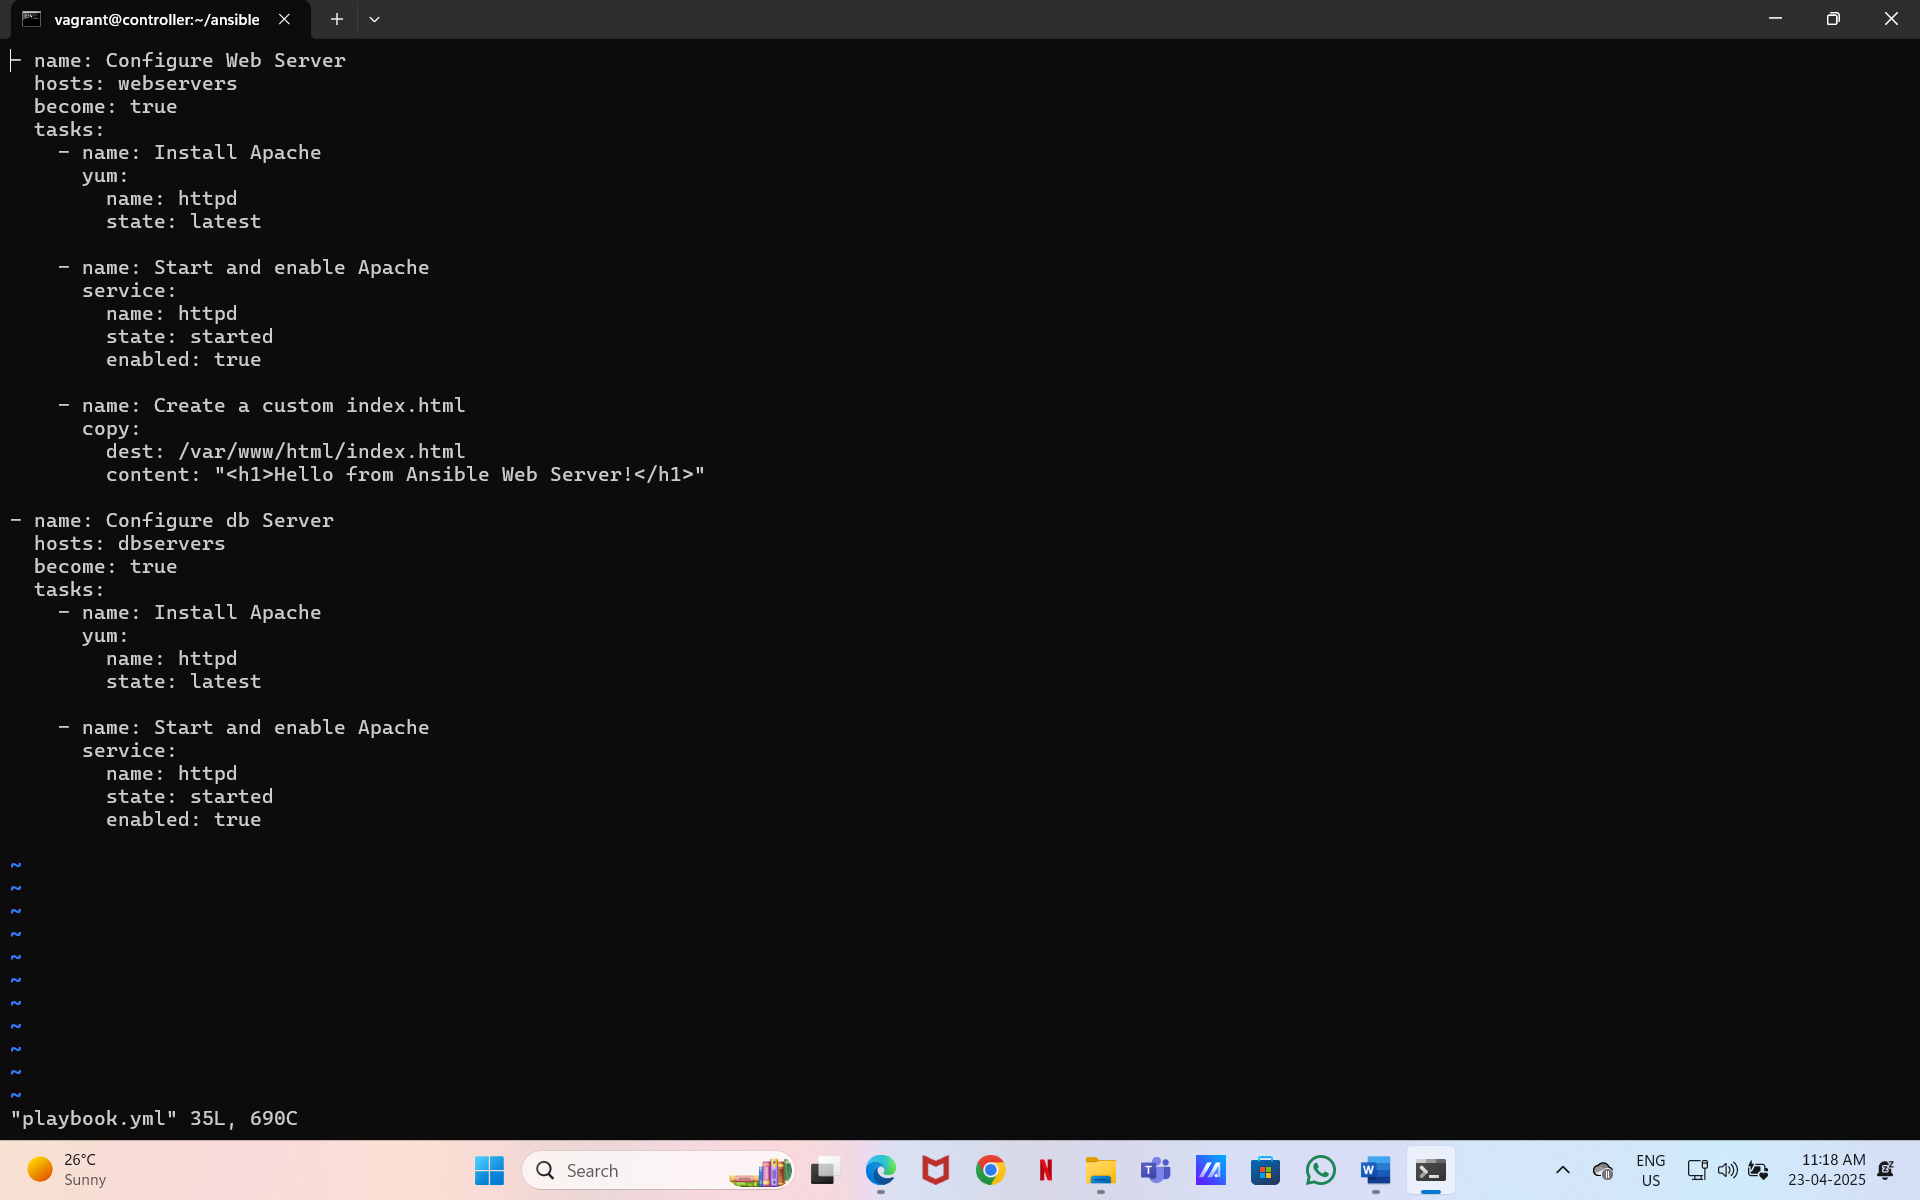 vagrant@controller:~/ansible
- name: Configure Web Server
  hosts: webservers
  become: true
  tasks:
    - name: Install Apache
      yum:
        name: httpd
        state: latest

    - name: Start and enable Apache
      service:
        name: httpd
        state: started
        enabled: true

    - name: Create a custom index.html
      copy:
        dest: /var/www/html/index.html
        content: "<h1>Hello from Ansible Web Server!</h1>"

- name: Configure db Server
  hosts: dbservers
  become: true
  tasks:
    - name: Install Apache
      yum:
        name: httpd
        state: latest

    - name: Start and enable Apache
      service:
        name: httpd
        state: started
        enabled: true

~
~
~
~
~
~
~
~
~
~
~
"playbook.yml" 35L, 690C
26°C
Sunny
Search
ENG
US
11:18 AM
23-04-2025